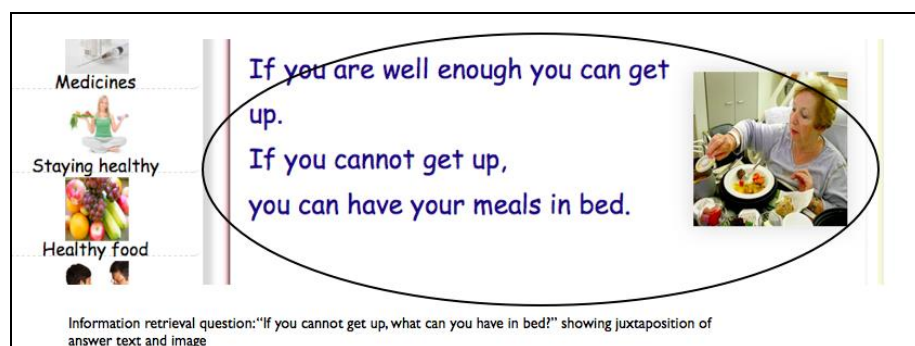 Medicines
Staying healthy
Healthy food
If you are well enough you can get
up.
If you cannot get up,
you can have your meals in bed.
Information retrieval question: "If you cannot get up, what can you have in bed?" showing juxtaposition of
answer text and image